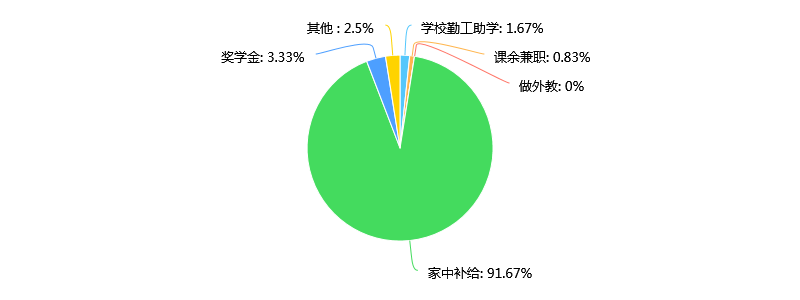 其他 : 2.5%
学校勤工助学: 1.67%
奖学金: 3.33%
课余兼职: 0.83%
做外教: 0%
家中补给: 91.67%